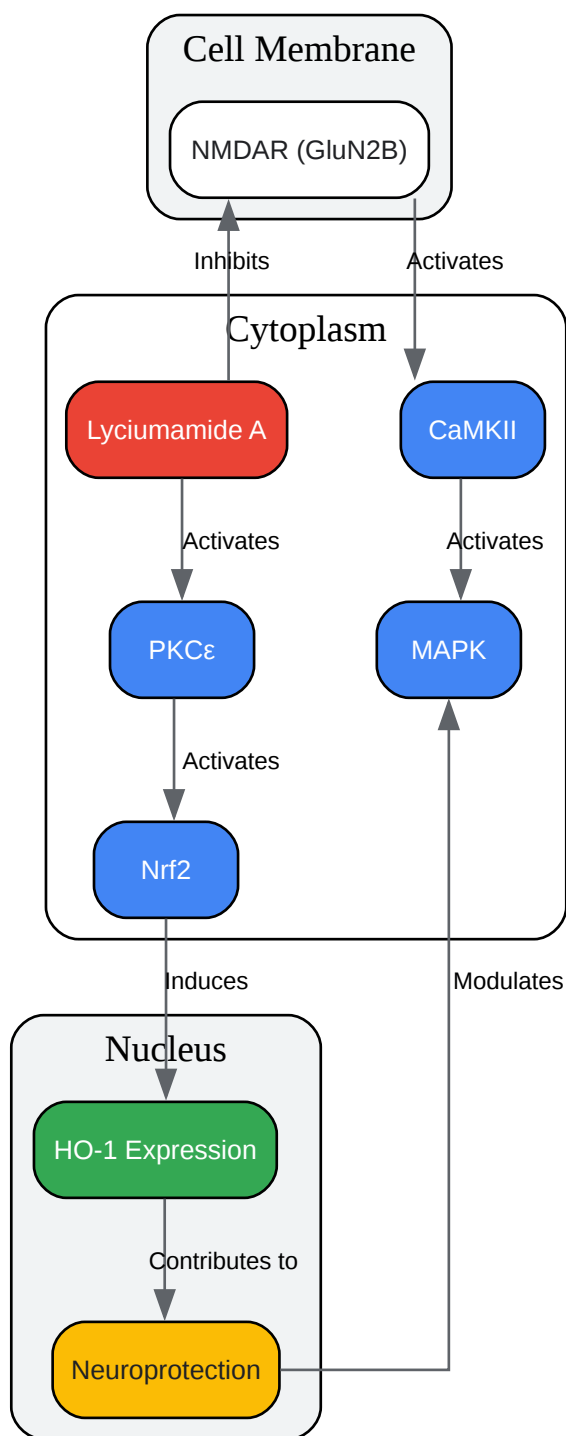 Cell Membrane
NMDAR (GluN2B)
Inhibits
Activates
Cytoplasm
Lyciumamide A
CaMKII
Activates
Activates
PKCε
MAPK
Activates
Nrf2
Induces
Modulates
Nucleus
HO-1 Expression
Contributes to
Neuroprotection